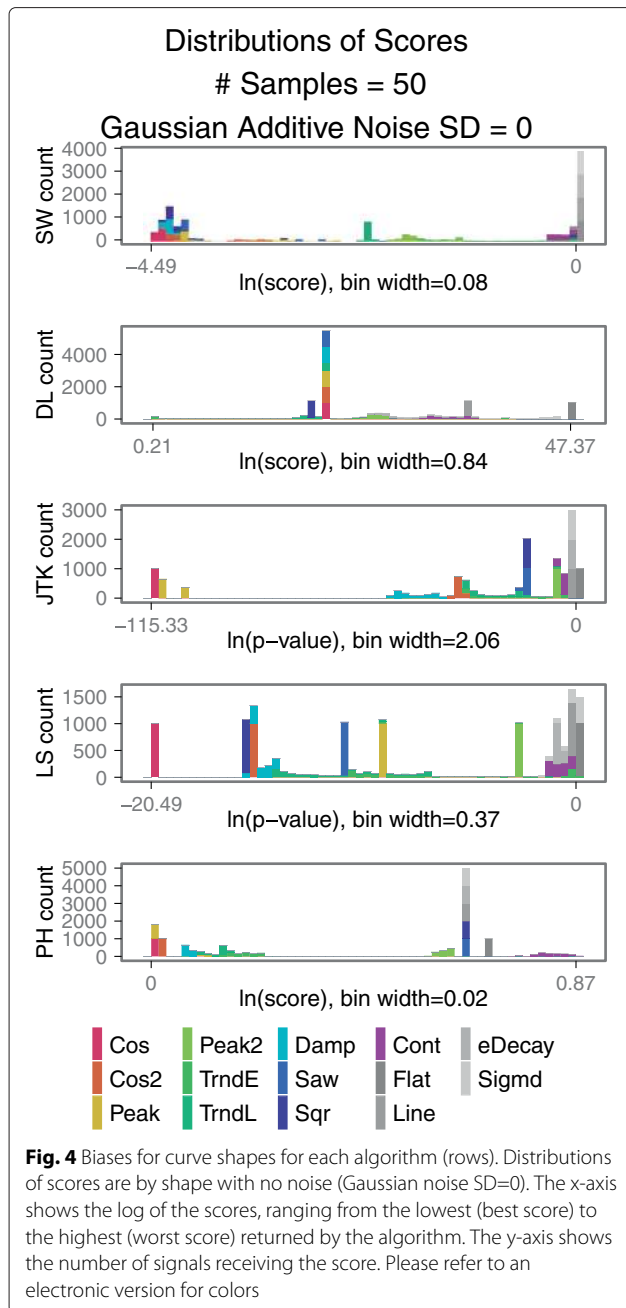 Distributions of Scores
# Samples = 50
Gaussian Additive Noise SD = 0
SW count
4000
3000
2000
1000
0
−4.49
0
ln(score), bin width=0.08
DL count
4000
2000
0
0.21
47.37
ln(score), bin width=0.84
JTK count
3000
2000
1000
0
−115.33
0
ln(p−value), bin width=2.06
LS count
1500
1000
500
0
−20.49
0
ln(p−value), bin width=0.37
PH count
5000
4000
3000
2000
1000
0
0
0.87
ln(score), bin width=0.02
Cos
Peak2
Damp
Cont
eDecay
Cos2
TrndE
Saw
Flat
Sigmd
Peak
TrndL
Sqr
Line
Fig. 4 Biases for curve shapes for each algorithm (rows). Distributions
of scores are by shape with no noise (Gaussian noise SD=0). The x-axis
shows the log of the scores, ranging from the lowest (best score) to
the highest (worst score) returned by the algorithm. The y-axis shows
the number of signals receiving the score. Please refer to an
electronic version for colors